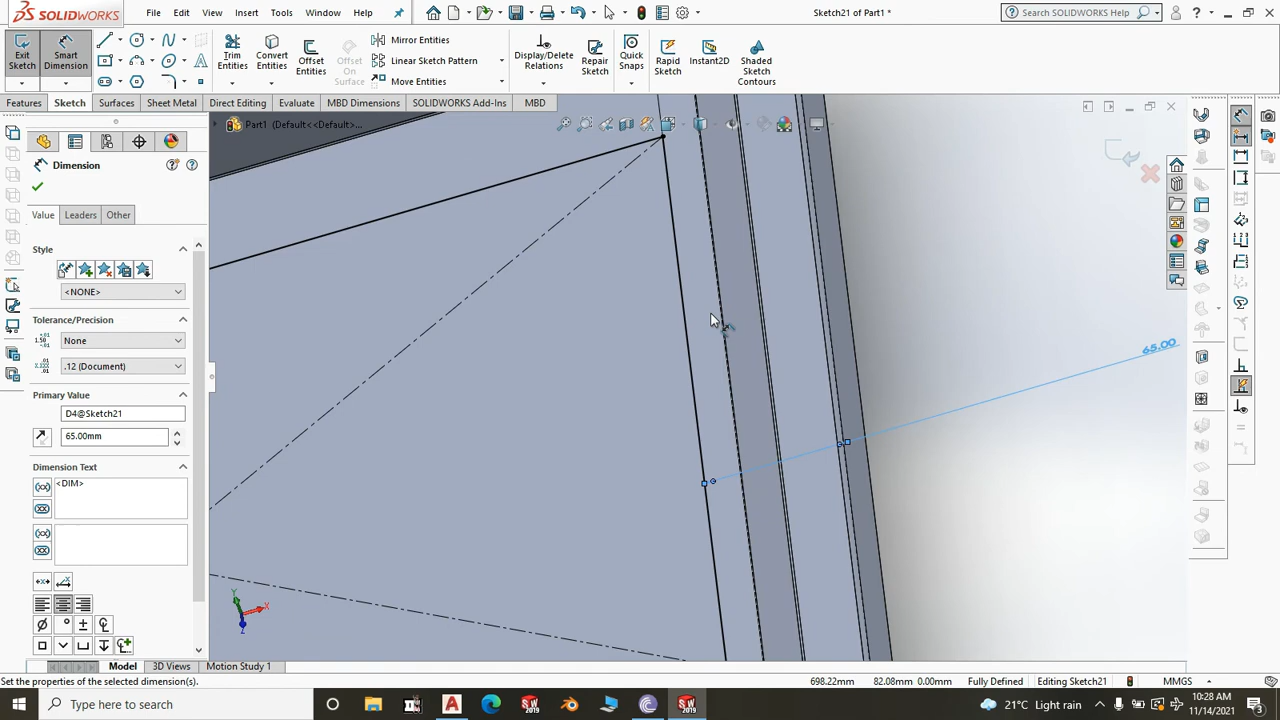 SOLIDWORKS
File
Edit
View
Insert
Tools
Window
Help
Sketch21 of Part1 *
Search SOLIDWORKS Help
Exit Sketch
Smart Dimension
Trim Entities
Convert Entities
Offset Entities
Offset On Surface
Mirror Entities
Linear Sketch Pattern
Move Entities
Display/Delete Relations
Repair Sketch
Quick Snaps
Rapid Sketch
Instant2D
Shaded Sketch Contours
Features
Sketch
Surfaces
Sheet Metal
Direct Editing
Evaluate
MBD Dimensions
SOLIDWORKS Add-Ins
MBD
Part1 (Default<<Default>...
Dimension
Value
Leaders
Other
Style
<NONE>
Tolerance/Precision
None
.12 (Document)
Primary Value
D4@Sketch21
65.00mm
Dimension Text
<DIM>
65.00
Y
X
Z
Model
3D Views
Motion Study 1
Set the properties of the selected dimension(s).
698.22mm
82.08mm 0.00mm
Fully Defined
Editing Sketch21
MMGS
Type here to search
21°C Light rain
10:28 AM
11/14/2021